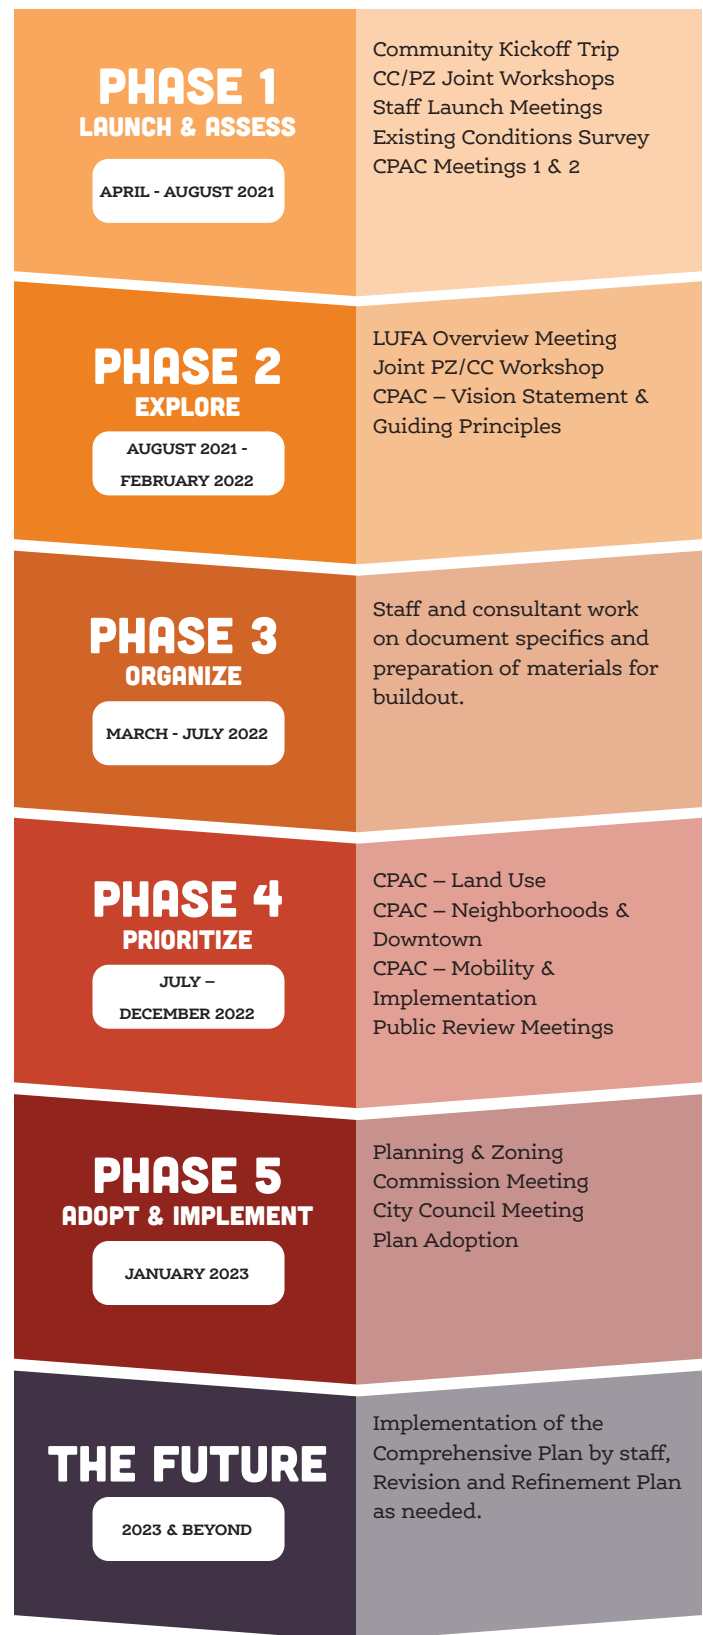 PHASE 1
LAUNCH & ASSESS
APRIL - AUGUST 2021
Community Kickoff Trip
CC/PZ Joint Workshops
Staff Launch Meetings
Existing Conditions Survey
CPAC Meetings 1 & 2
PHASE 2
EXPLORE
AUGUST 2021 -
FEBRUARY 2022
LUFA Overview Meeting
Joint PZ/CC Workshop
CPAC – Vision Statement &
Guiding Principles
PHASE 3
ORGANIZE
MARCH - JULY 2022
Staff and consultant work
on document specifics and
preparation of materials for
buildout.
PHASE 4
PRIORITIZE
JULY –
DECEMBER 2022
CPAC – Land Use
CPAC – Neighborhoods &
Downtown
CPAC – Mobility &
Implementation
Public Review Meetings
PHASE 5
ADOPT & IMPLEMENT
JANUARY 2023
Planning & Zoning
Commission Meeting
City Council Meeting
Plan Adoption
THE FUTURE
2023 & BEYOND
Implementation of the
Comprehensive Plan by staff,
Revision and Refinement Plan
as needed.